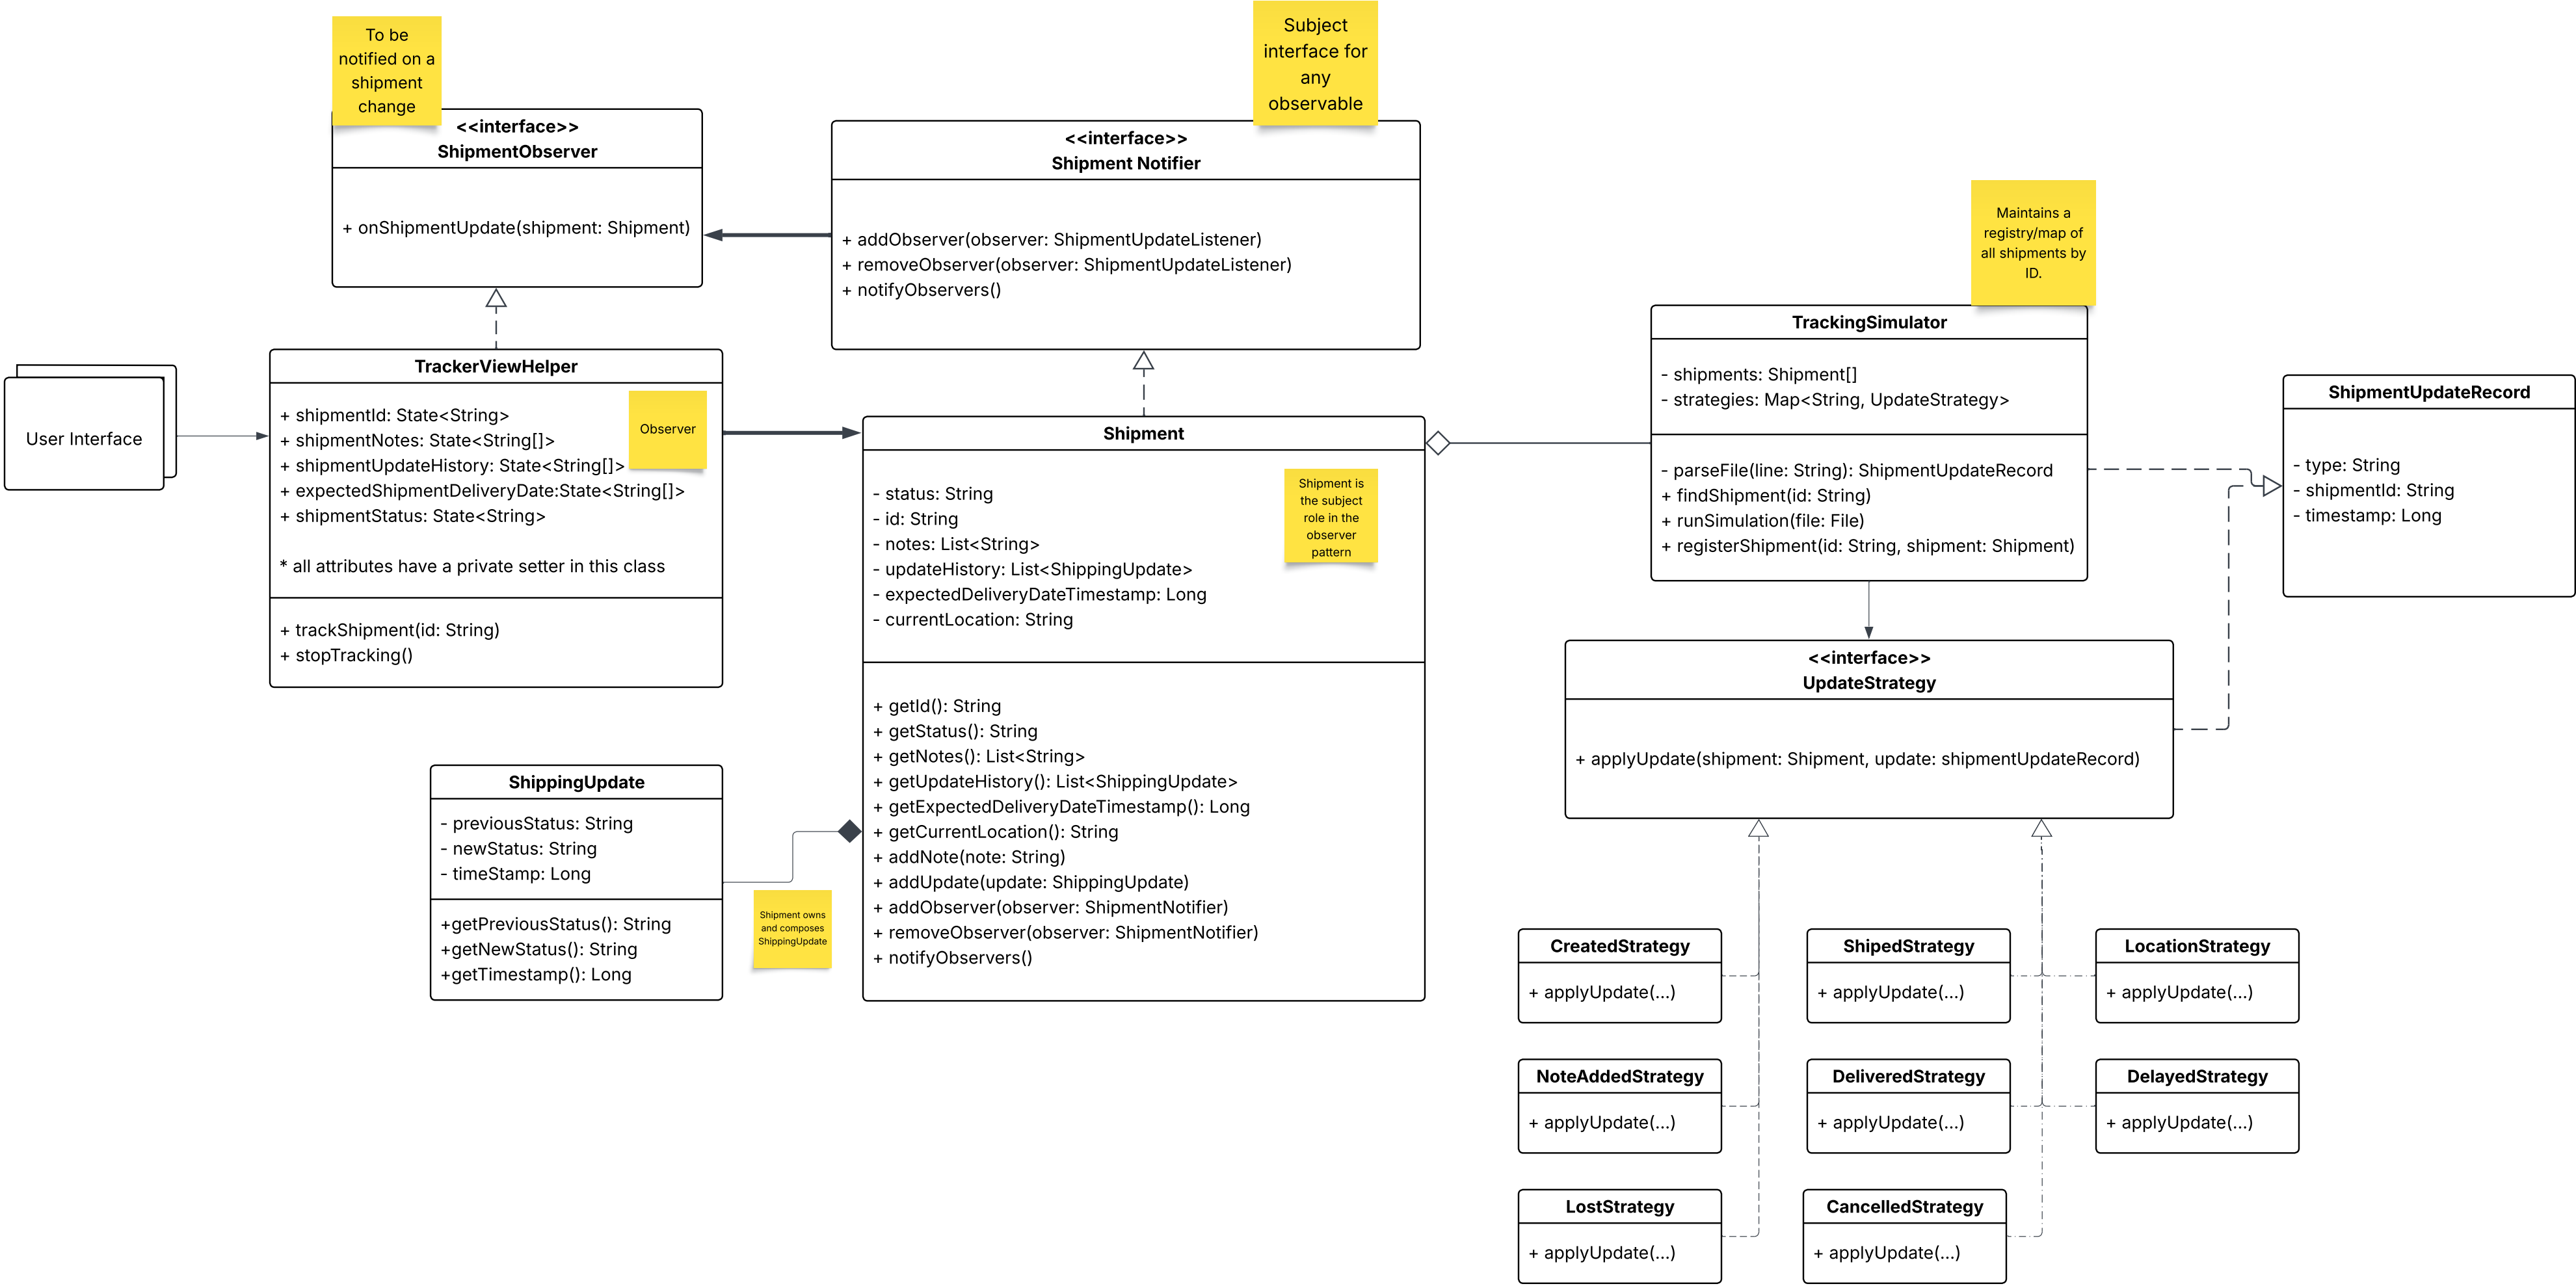 To be
notified on a
shipment
change
<<interface>>
ShipmentObserver
+ onShipmentUpdate(shipment: Shipment)
Subject
interface for
any
observable
<<interface>>
Shipment Notifier
+ addObserver(observer: ShipmentUpdateListener)
+ removeObserver(observer: ShipmentUpdateListener)
+ notifyObservers()
User Interface
TrackerViewHelper
+ shipmentId: State<String>
+ shipmentNotes: State<String[]>
+ shipmentUpdateHistory: State<String[]>
+ expectedShipmentDeliveryDate:State<String[]>
+ shipmentStatus: State<String>
* all attributes have a private setter in this class
+ trackShipment(id: String)
+ stopTracking()
Observer
Shipment
- status: String
- id: String
- notes: List<String>
- updateHistory: List<ShippingUpdate>
- expectedDeliveryDateTimestamp: Long
- currentLocation: String
+ getId(): String
+ getStatus(): String
+ getNotes(): List<String>
+ getUpdateHistory(): List<ShippingUpdate>
+ getExpectedDeliveryDateTimestamp(): Long
+ getCurrentLocation(): String
+ addNote(note: String)
+ addUpdate(update: ShippingUpdate)
+ addObserver(observer: ShipmentNotifier)
+ removeObserver(observer: ShipmentNotifier)
+ notifyObservers()
Shipment is
the subject
role in the
observer
pattern
ShippingUpdate
- previousStatus: String
- newStatus: String
- timeStamp: Long
+getPreviousStatus(): String
+getNewStatus(): String
+getTimestamp(): Long
Shipment owns
and composes
ShippingUpdate
Maintains a
registry/map of
all shipments by
ID.
TrackingSimulator
- shipments: Shipment[]
- strategies: Map<String, UpdateStrategy>
- parseFile(line: String): ShipmentUpdateRecord
+ findShipment(id: String)
+ runSimulation(file: File)
+ registerShipment(id: String, shipment: Shipment)
ShipmentUpdateRecord
- type: String
- shipmentId: String
- timestamp: Long
<<interface>>
UpdateStrategy
+ applyUpdate(shipment: Shipment, update: shipmentUpdateRecord)
CreatedStrategy
+ applyUpdate(...)
ShipedStrategy
+ applyUpdate(...)
LocationStrategy
+ applyUpdate(...)
NoteAddedStrategy
+ applyUpdate(...)
DeliveredStrategy
+ applyUpdate(...)
DelayedStrategy
+ applyUpdate(...)
LostStrategy
+ applyUpdate(...)
CancelledStrategy
+ applyUpdate(...)